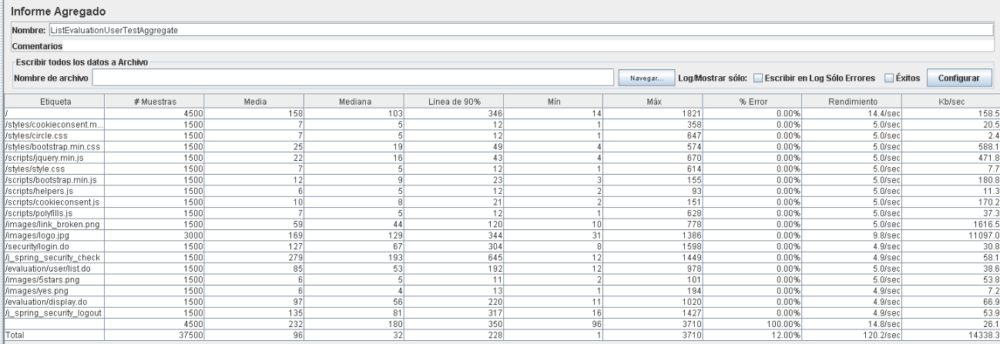 Informe Agregado
Nombre: ListEvaluationUserTestAggregate
Comentarios
Escribir todos los datos a Archivo
Nombre de archivo Navegar... Log/Mostrar sólo: Escribir en Log Sólo Errores Éxitos Configurar
Etiqueta # Muestras Media Mediana Linea de 90% Mín Máx % Error Rendimiento Kb/sec
/ 4500 158 103 346 14 1821 0.00% 14.4/sec 158.5
/styles/cookieconsent.m... 1500 7 5 12 1 358 0.00% 5.0/sec 20.5
/styles/circle.css 1500 7 5 12 1 647 0.00% 5.0/sec 2.4
/styles/bootstrap.min.css 1500 25 19 49 4 574 0.00% 5.0/sec 588.1
/scripts/jquery.min.js 1500 22 16 43 4 670 0.00% 5.0/sec 471.8
/styles/style.css 1500 7 5 12 1 614 0.00% 5.0/sec 7.7
/scripts/bootstrap.min.js 1500 12 9 23 3 155 0.00% 5.0/sec 180.8
/scripts/helpers.js 1500 6 5 12 2 93 0.00% 5.0/sec 11.3
/scripts/cookieconsent.js 1500 10 8 21 2 151 0.00% 5.0/sec 170.2
/scripts/polyfills.js 1500 7 5 12 1 628 0.00% 5.0/sec 37.3
/images/link_broken.png 1500 59 44 120 10 778 0.00% 5.0/sec 1616.5
/images/logo.jpg 3000 169 129 344 31 1386 0.00% 9.8/sec 11097.0
/security/login.do 1500 127 67 304 8 1598 0.00% 4.9/sec 30.8
/j_spring_security_check 1500 279 193 645 12 1449 0.00% 4.9/sec 58.1
/evaluation/user/list.do 1500 85 53 192 12 978 0.00% 5.0/sec 38.6
/images/5stars.png 1500 6 5 11 2 101 0.00% 5.0/sec 53.8
/images/yes.png 1500 6 4 13 1 194 0.00% 4.9/sec 7.2
/evaluation/display.do 1500 97 56 220 11 1020 0.00% 4.9/sec 66.9
/j_spring_security_logout 1500 135 81 317 16 1427 0.00% 4.9/sec 53.9
4500 232 180 350 96 3710 100.00% 14.8/sec 26.1
Total 37500 96 32 228 1 3710 12.00% 120.2/sec 14338.3